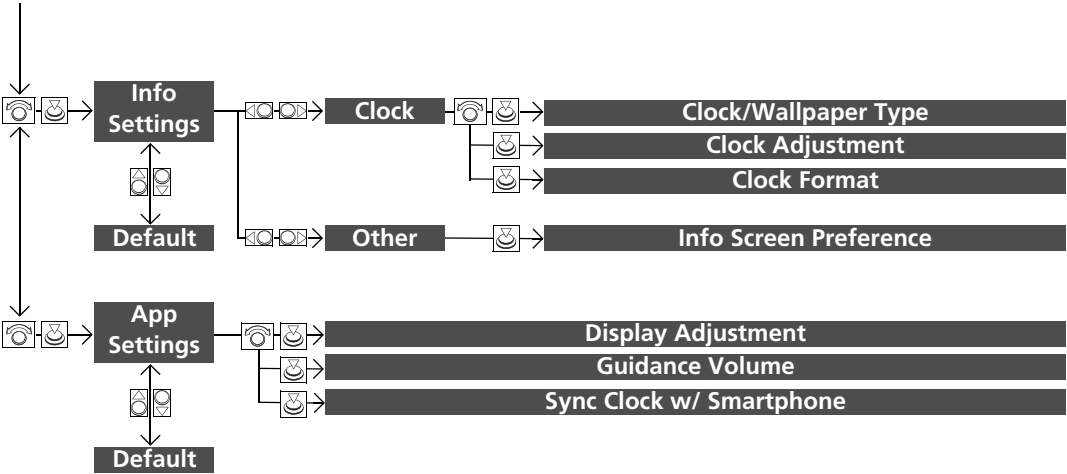 Info
Settings
Clock
Clock/Wallpaper Type
Clock Adjustment
Clock Format
Default
Other
Info Screen Preference
App
Settings
Display Adjustment
Guidance Volume
Sync Clock w/ Smartphone
Default